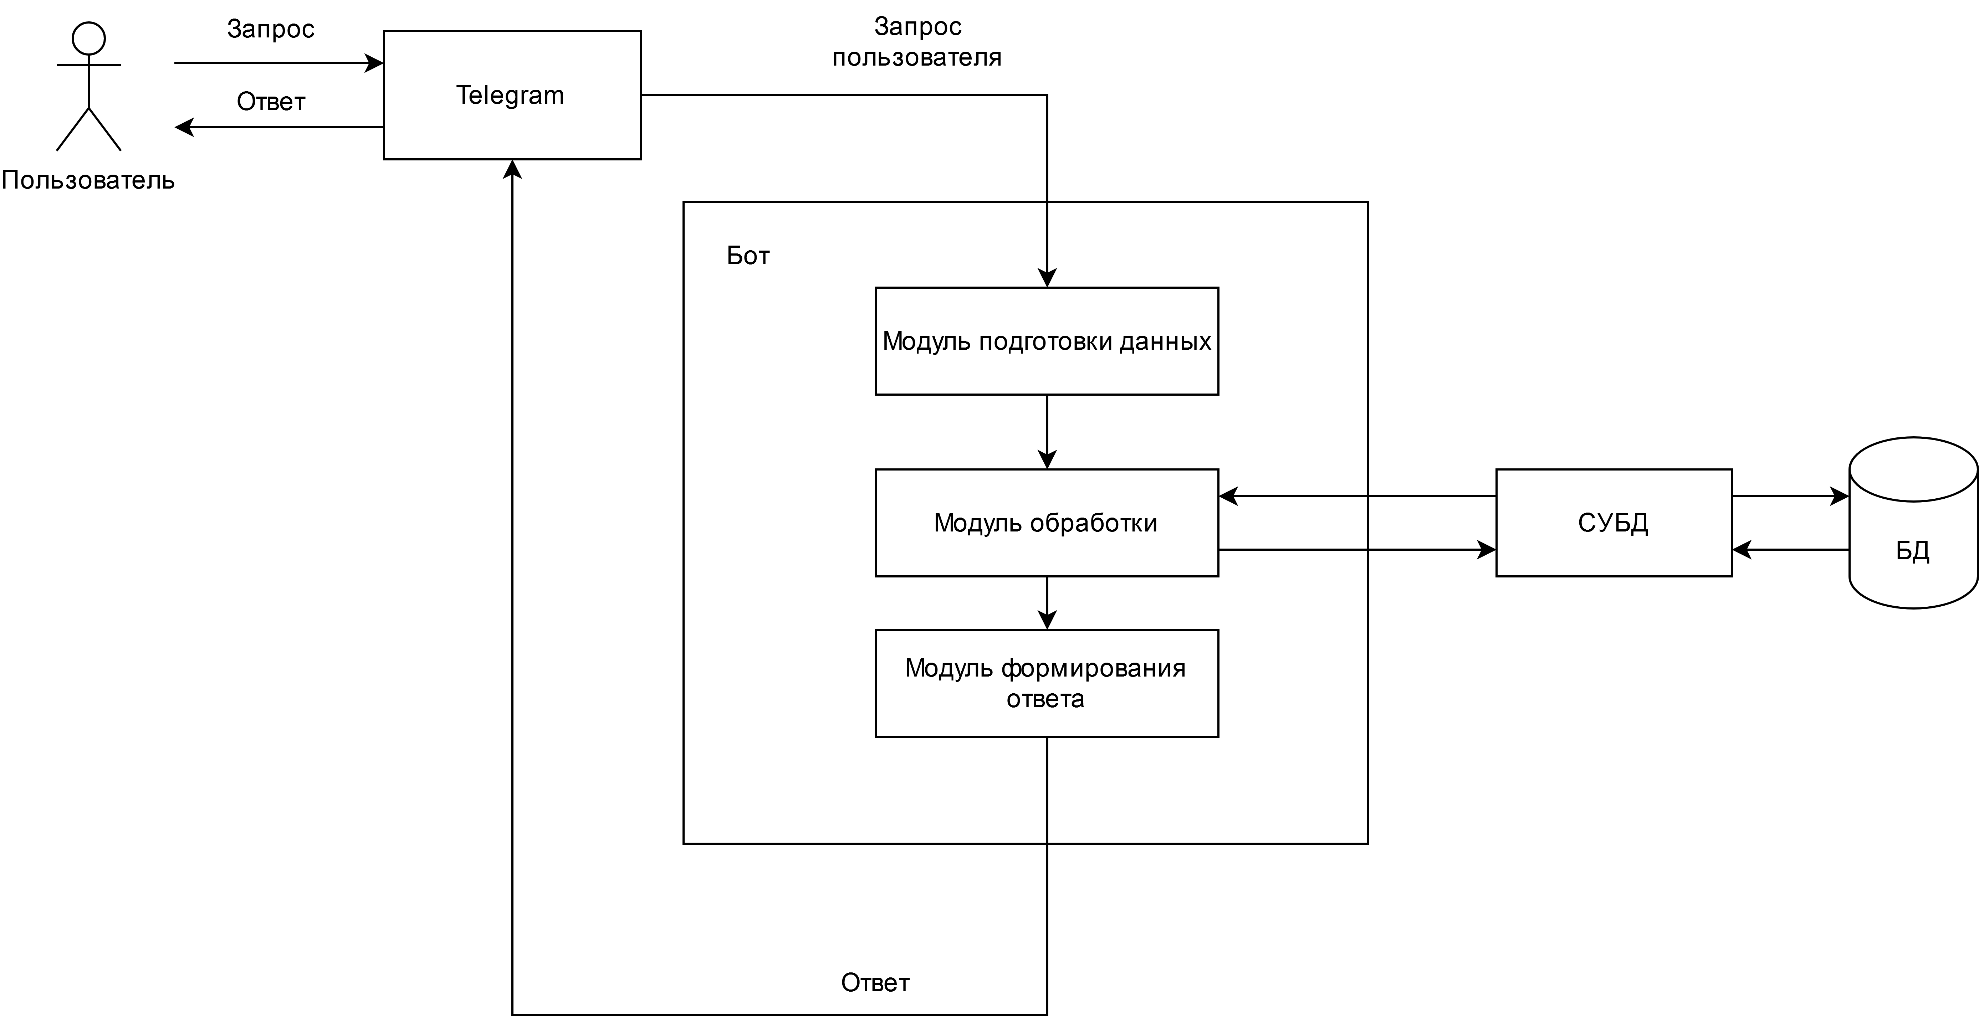 Запрос
Ответ
Пользователь
Telegram
Запрос
пользователя
Бот
Модуль подготовки данных
Модуль обработки
СУБД
БД
Модуль формирования
ответа
Ответ